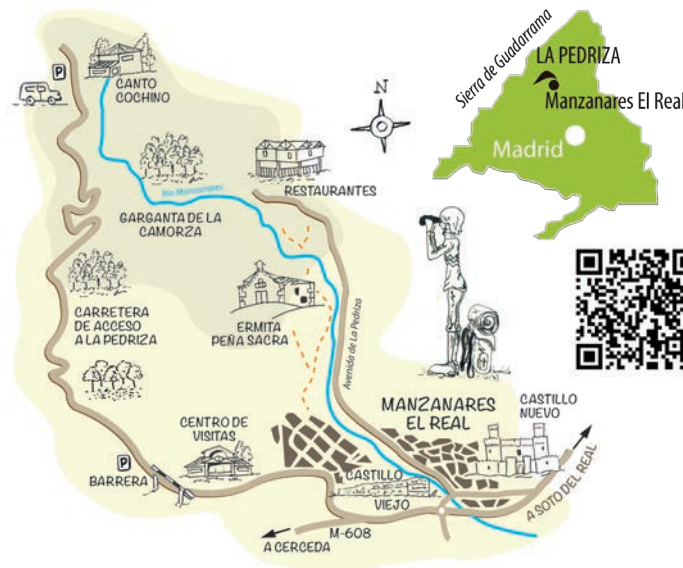 P
CANTO
COCHINO
N
Sierra de Guadarrama
LA PEDRIZA
Manzanares El Real
Madrid
RESTAURANTES
Río Manzanares
GARGANTA DE LA
CAMORZA
CARRETERA
DE ACCESO
A LA PEDRIZA
ERMITA
PEÑA SACRA
Avenida de La Pedriza
MANZANARES
EL REAL
CASTILLO
NUEVO
CENTRO DE
VISITAS
P
BARRERA
CASTILLO
VIEJO
A SOTO DEL REAL
M-608
A CERCEDA